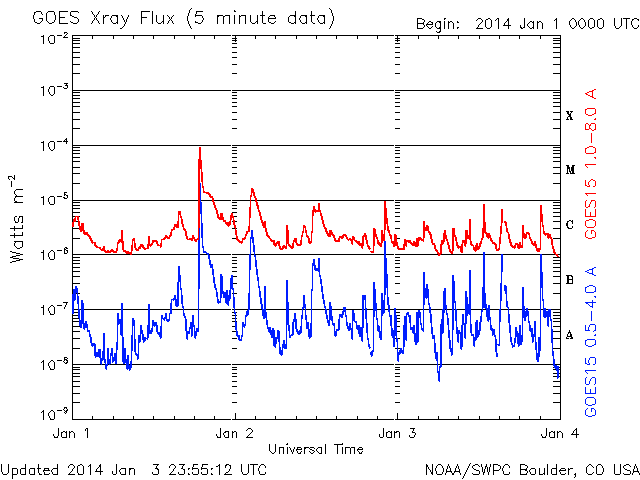 GOES Xray Flux (5 minute data)
Begin: 2014 Jan 1 0000 UTC
10⁻²
10⁻³
10⁻⁴
10⁻⁵
10⁻⁶
10⁻⁷
10⁻⁸
10⁻⁹
Watts m⁻²
X
M
C
B
A
GOES15 1.0-8.0 A
GOES15 0.5-4.0 A
Jan 1
Jan 2
Jan 3
Jan 4
Universal Time
Updated 2014 Jan 3 23:55:12 UTC
NOAA/SWPC Boulder, CO USA